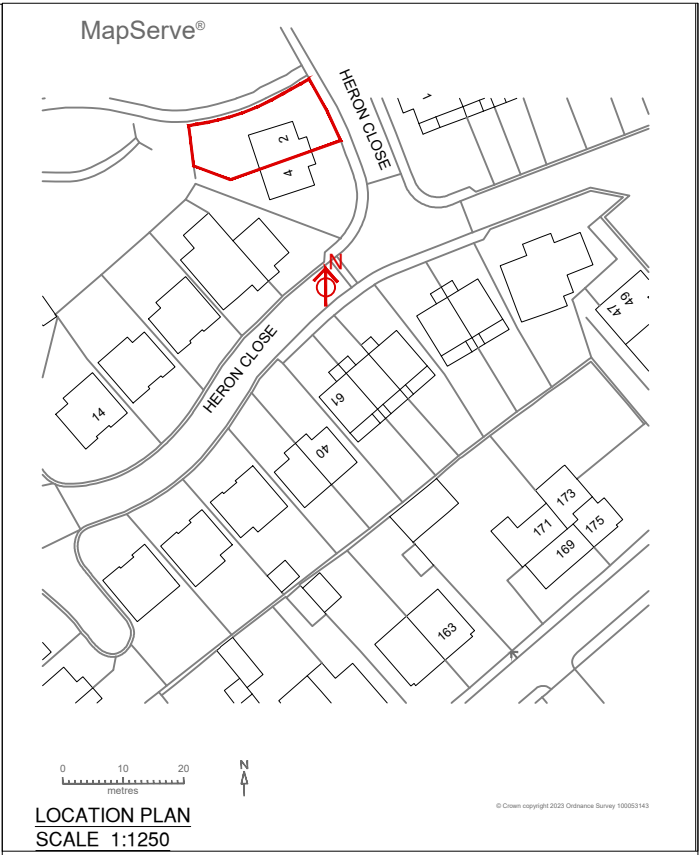 MapServe®
HERON CLOSE
1
2
4
N
47
49
HERON CLOSE
61
14
40
173
171
175
169
163
0 10 20
metres
N
LOCATION PLAN
SCALE 1:1250
© Crown copyright 2023 Ordnance Survey 100053143